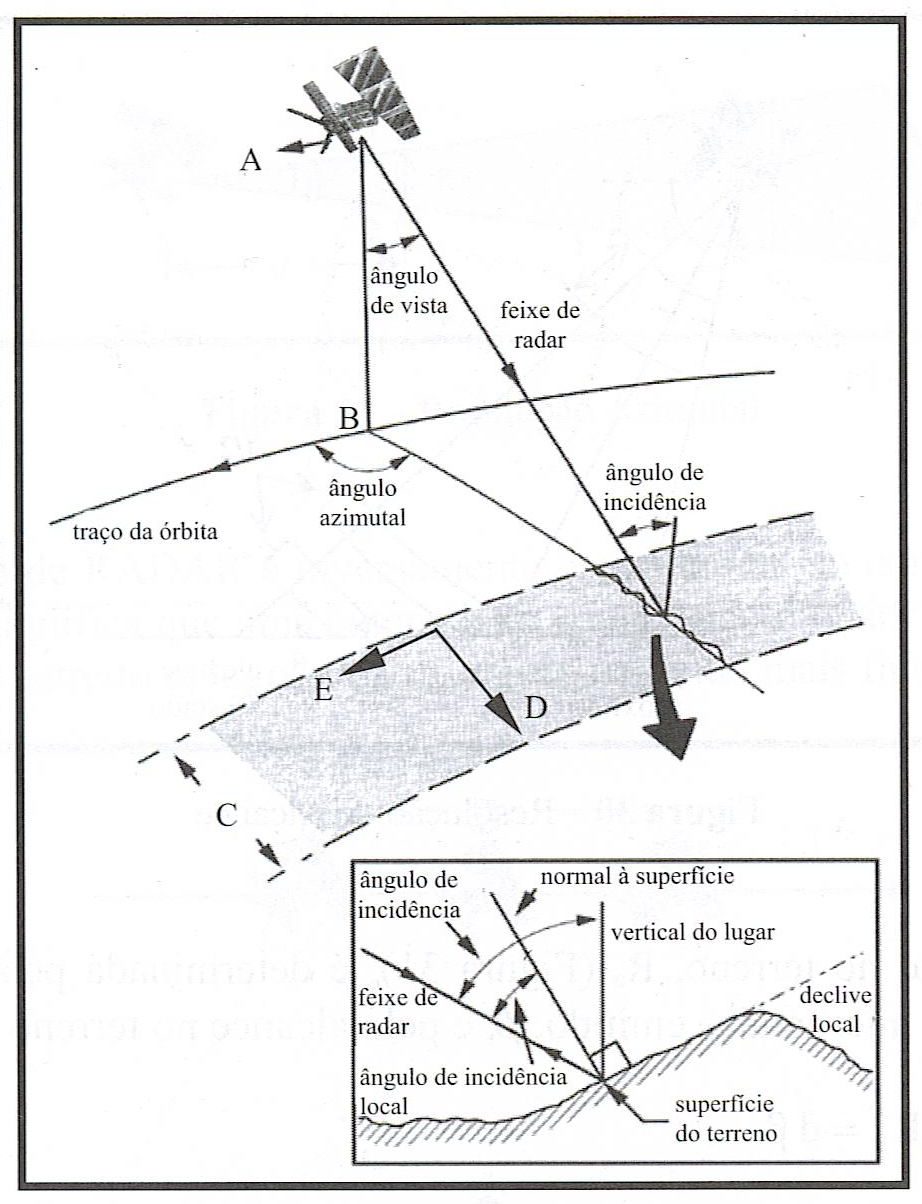 A
ângulo
de vista
feixe de
radar
B
ângulo de
incidência
ângulo
azimutal
traço da órbita
E
D
C
ângulo de
incidência
normal à superfície
vertical do lugar
feixe de
radar
declive
local
ângulo de incidência
local
superfície
do terreno